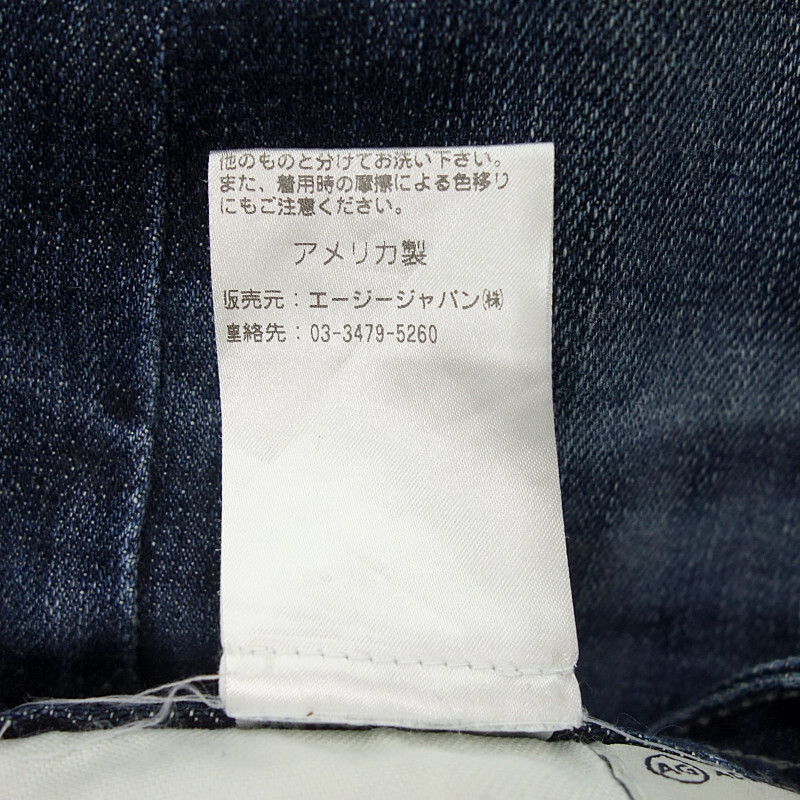 他のものと分けてお洗い下さい。
また、着用時の摩擦による色移り
にもご注意ください。
アメリカ製
販売元：エージージャパン㈱
連絡先：03-3479-5260
AG